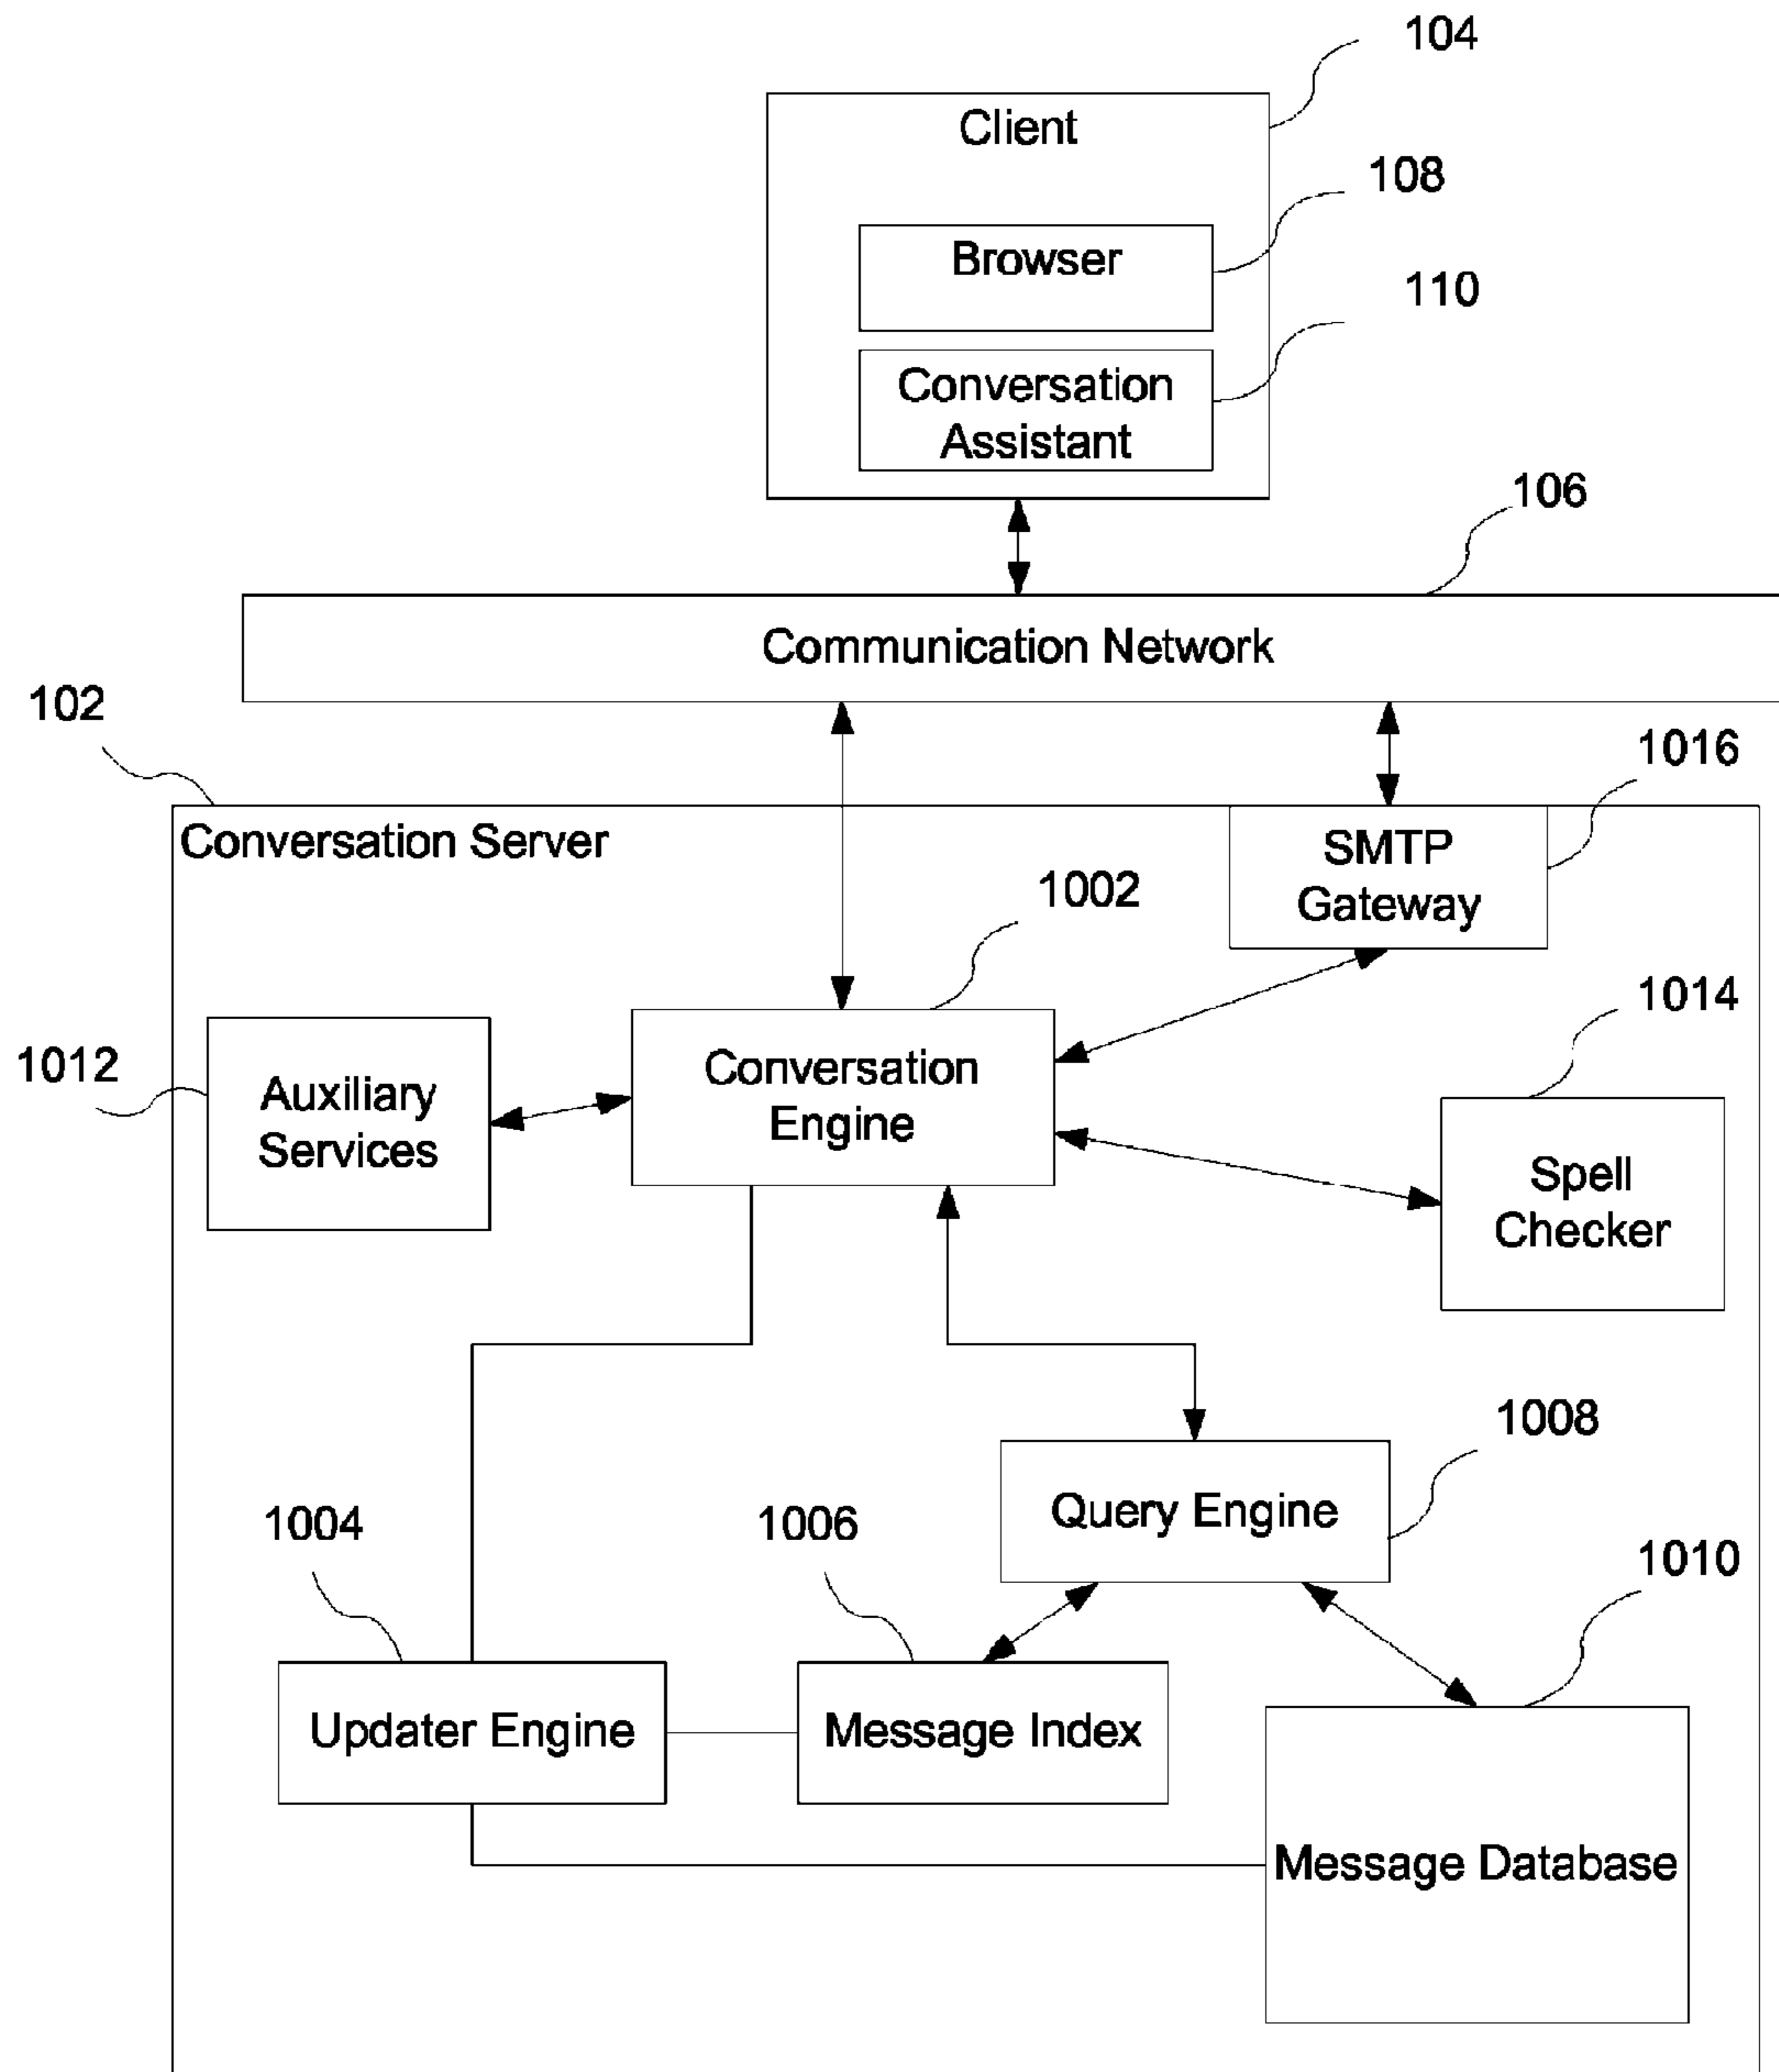 104
Client
108
Browser
110
Conversation
Assistant
106
Communication Network
102
1016
Conversation Server
SMTP
Gateway
1002
1014
1012
Auxiliary
Services
Conversation
Engine
Spell
Checker
1008
Query Engine
1004
1006
1010
Updater Engine
Message Index
Message Database